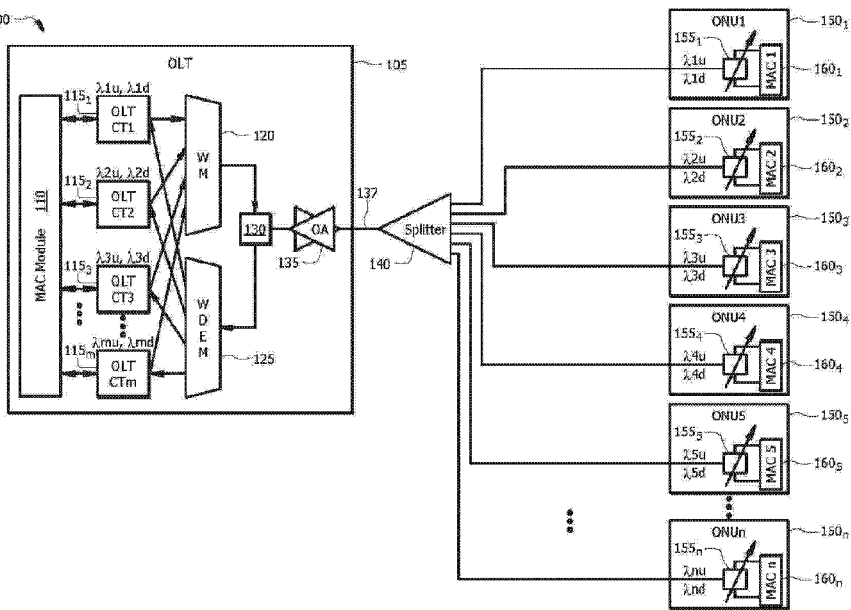 OLT
105
MAC Module
110
115₁
λ1u, λ1d
OLT
CT1
115₂
λ2u, λ2d
OLT
CT2
115₃
λ3u, λ3d
OLT
CT3
115m
λmu, λmd
OLT
CTm
W
M
120
W
D
E
M
125
130
OA
135
137
Splitter
140
ONU1
150₁
155₁
λ1u
λ1d
MAC 1
160₁
ONU2
150₂
155₂
λ2u
λ2d
MAC 2
160₂
ONU3
150₃
155₃
λ3u
λ3d
MAC 3
160₃
ONU4
150₄
155₄
λ4u
λ4d
MAC 4
160₄
ONU5
150₅
155₅
λ5u
λ5d
MAC 5
160₅
ONUn
150n
155n
λnu
λnd
MAC n
160n